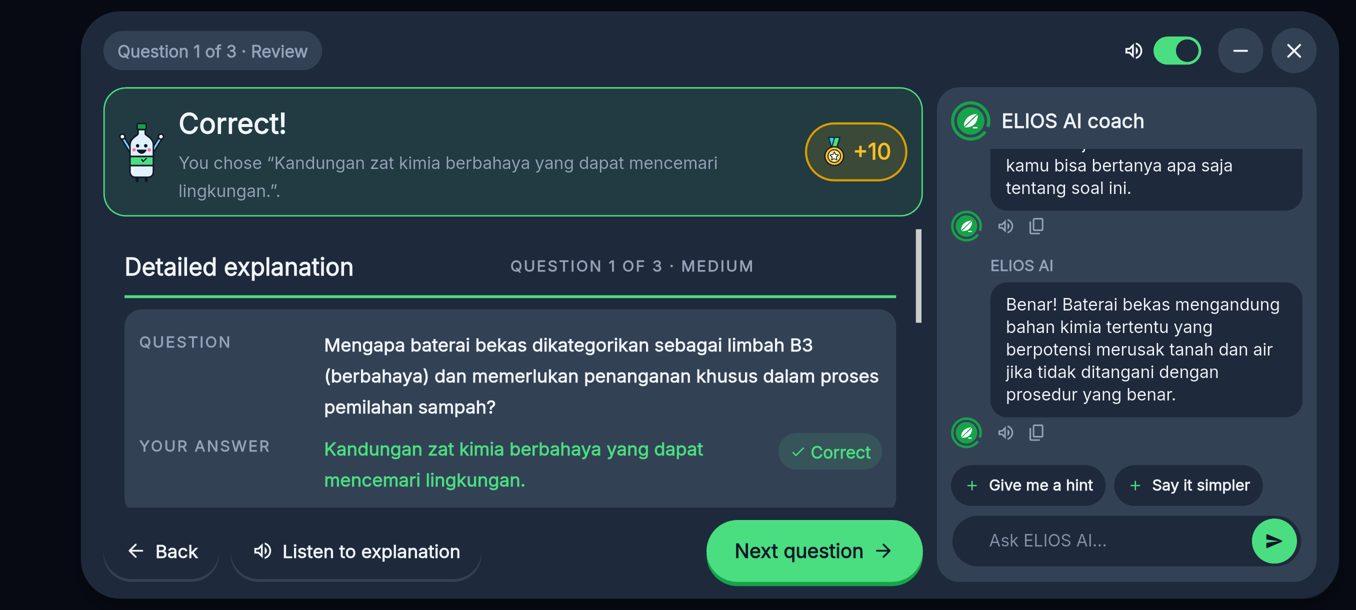 Question 1 of 3 · Review
Correct!
You chose “Kandungan zat kimia berbahaya yang dapat mencemari
lingkungan.”.
+10
Detailed explanation
QUESTION 1 OF 3 · MEDIUM
QUESTION
Mengapa baterai bekas dikategorikan sebagai limbah B3
(berbahaya) dan memerlukan penanganan khusus dalam proses
pemilahan sampah?
YOUR ANSWER
Kandungan zat kimia berbahaya yang dapat
mencemari lingkungan.
Correct
Back
Listen to explanation
Next question
ELIOS AI coach
kamu bisa bertanya apa saja
tentang soal ini.
ELIOS AI
Benar! Baterai bekas mengandung
bahan kimia tertentu yang
berpotensi merusak tanah dan air
jika tidak ditangani dengan
prosedur yang benar.
+ Give me a hint
+ Say it simpler
Ask ELIOS AI...